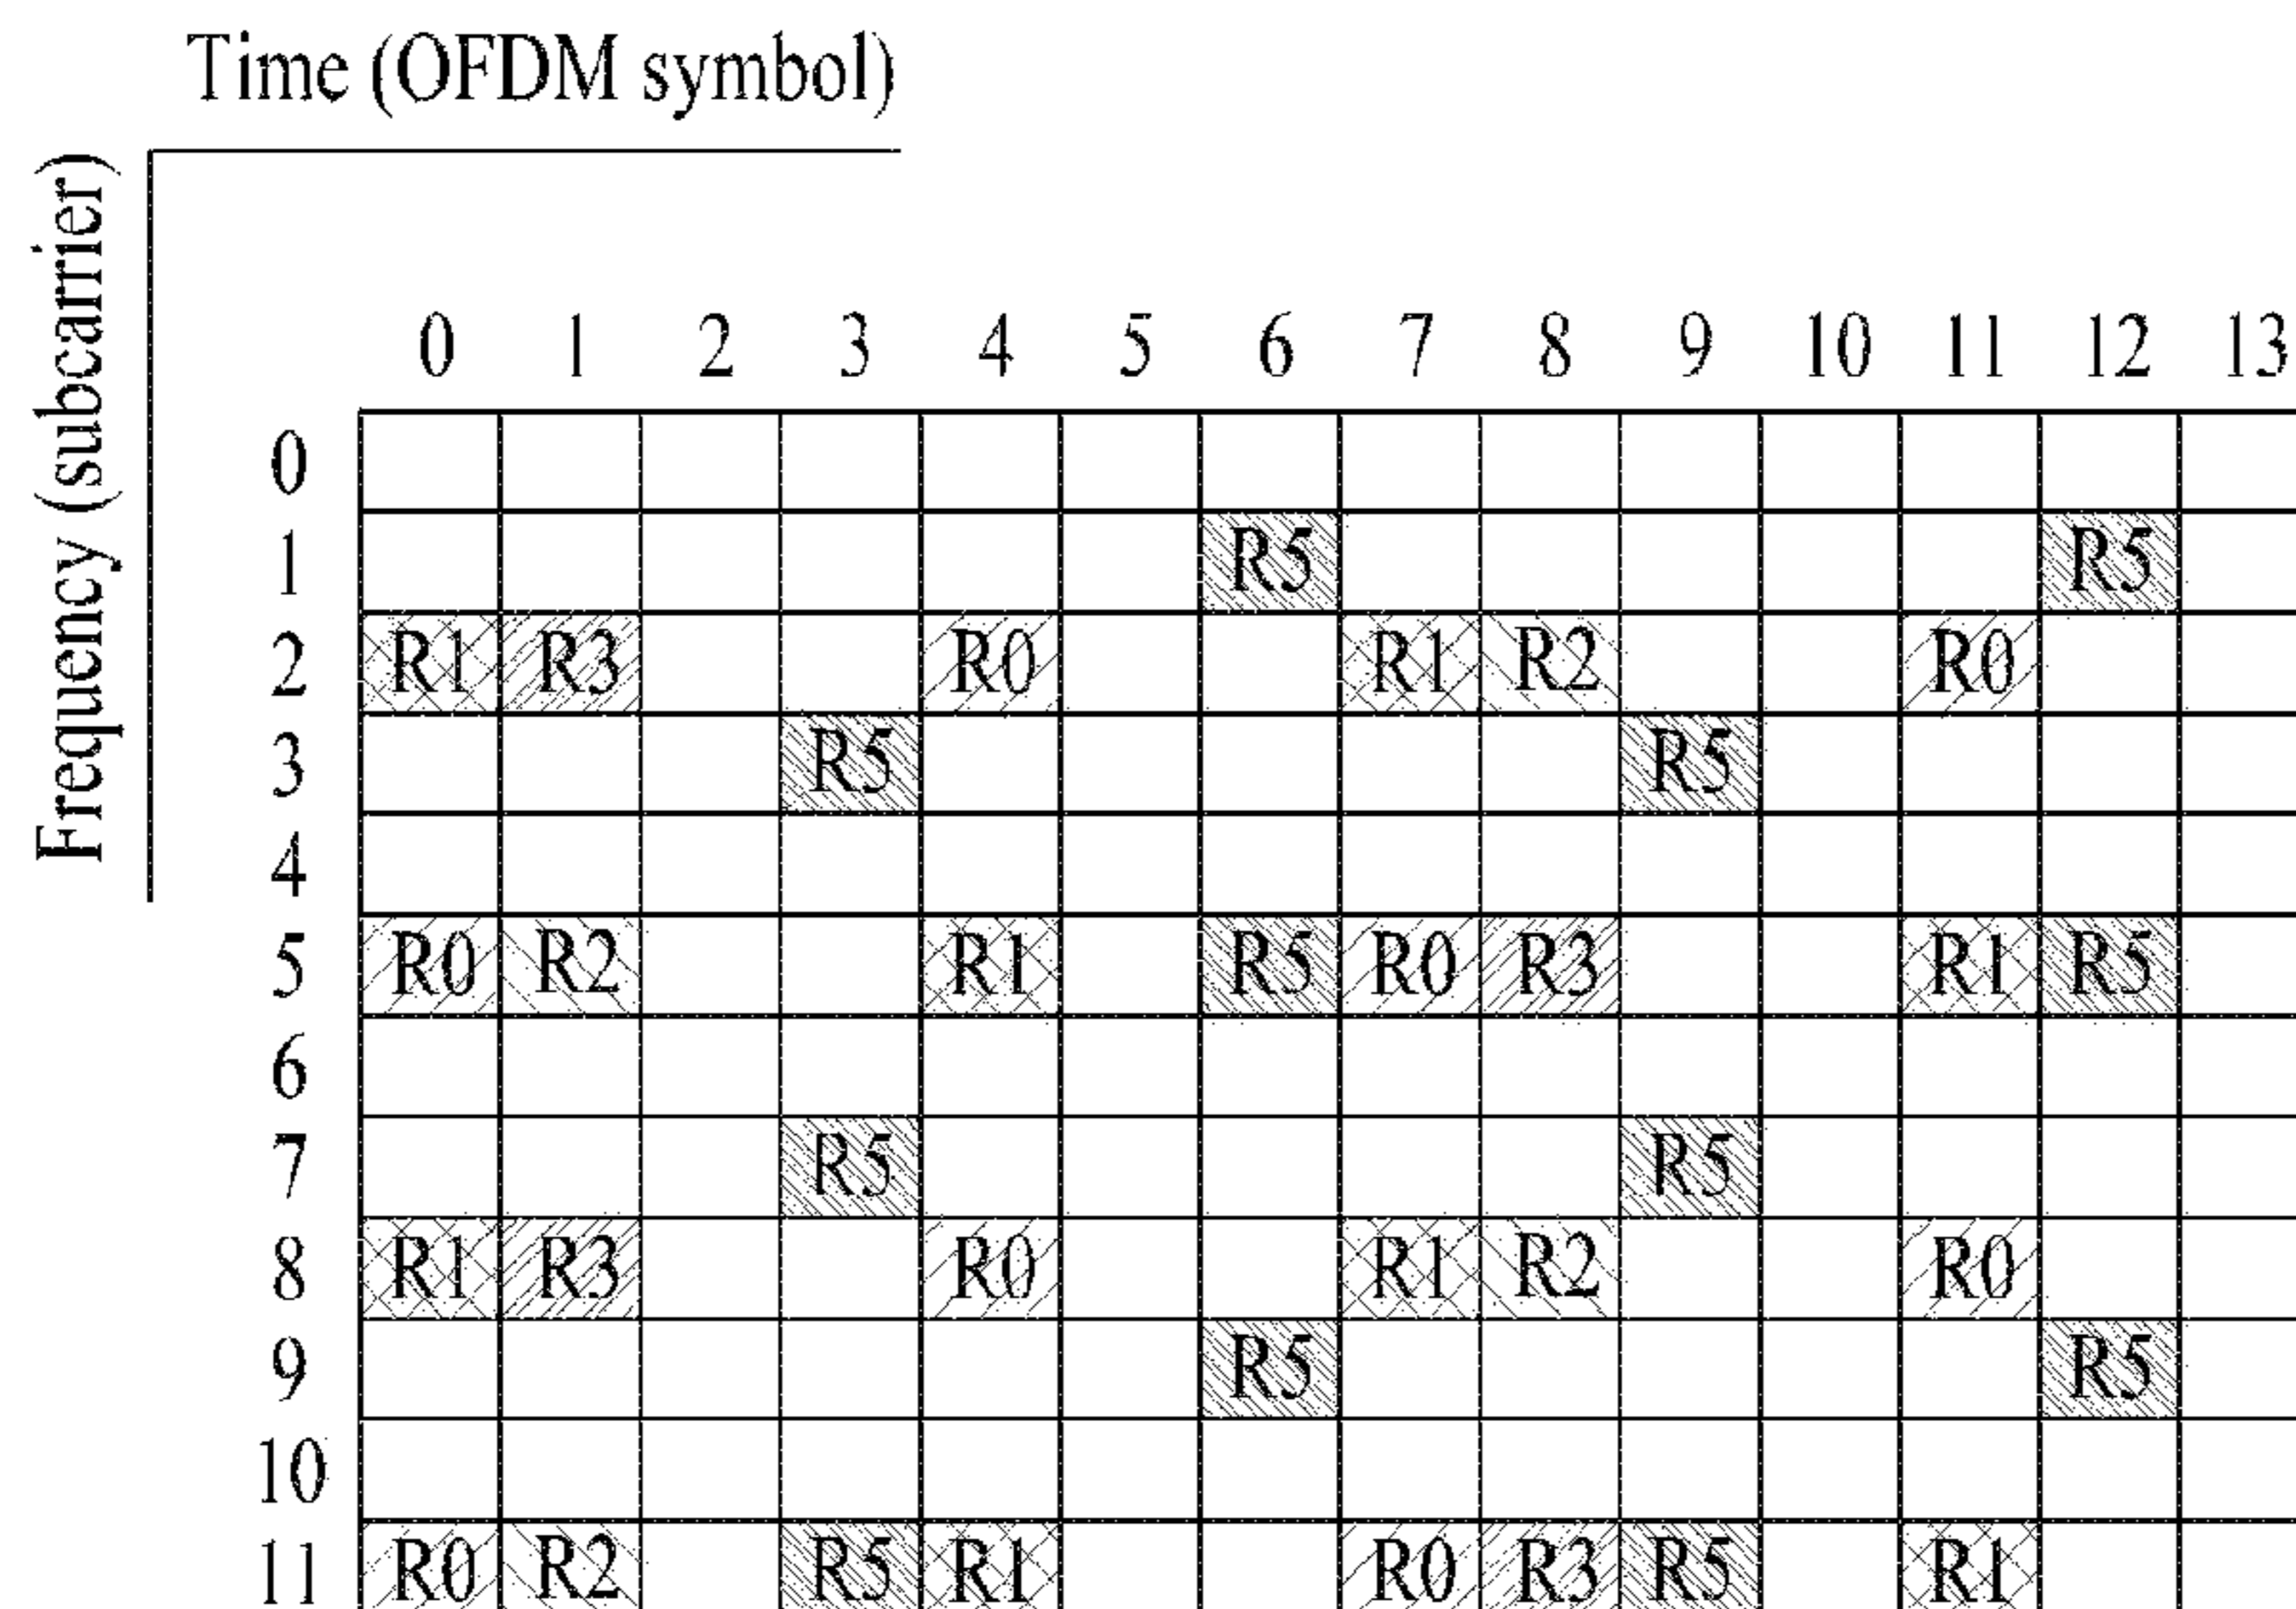 Time (OFDM symbol)
Frequency (subcarrier)
0 1 2 3 4 5 6 7 8 9 10 11 12 13
0
1 R5 R5
2 R1 R3 R0 R1 R2 R0
3 R5 R5
4
5 R0 R2 R1 R5 R0 R3 R1 R5
6
7 R5 R5
8 R1 R3 R0 R1 R2 R0
9 R5 R5
10
11 R0 R2 R5 R1 R0 R3 R5 R1